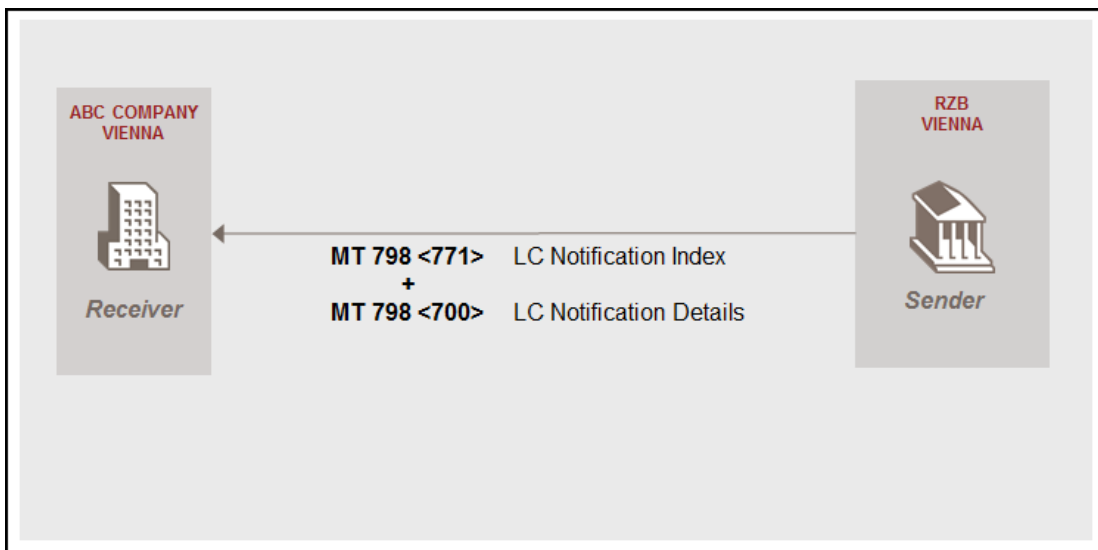 ABC COMPANY
VIENNA
Receiver
MT 798 <771> LC Notification Index
+
MT 798 <700> LC Notification Details
RZB
VIENNA
Sender